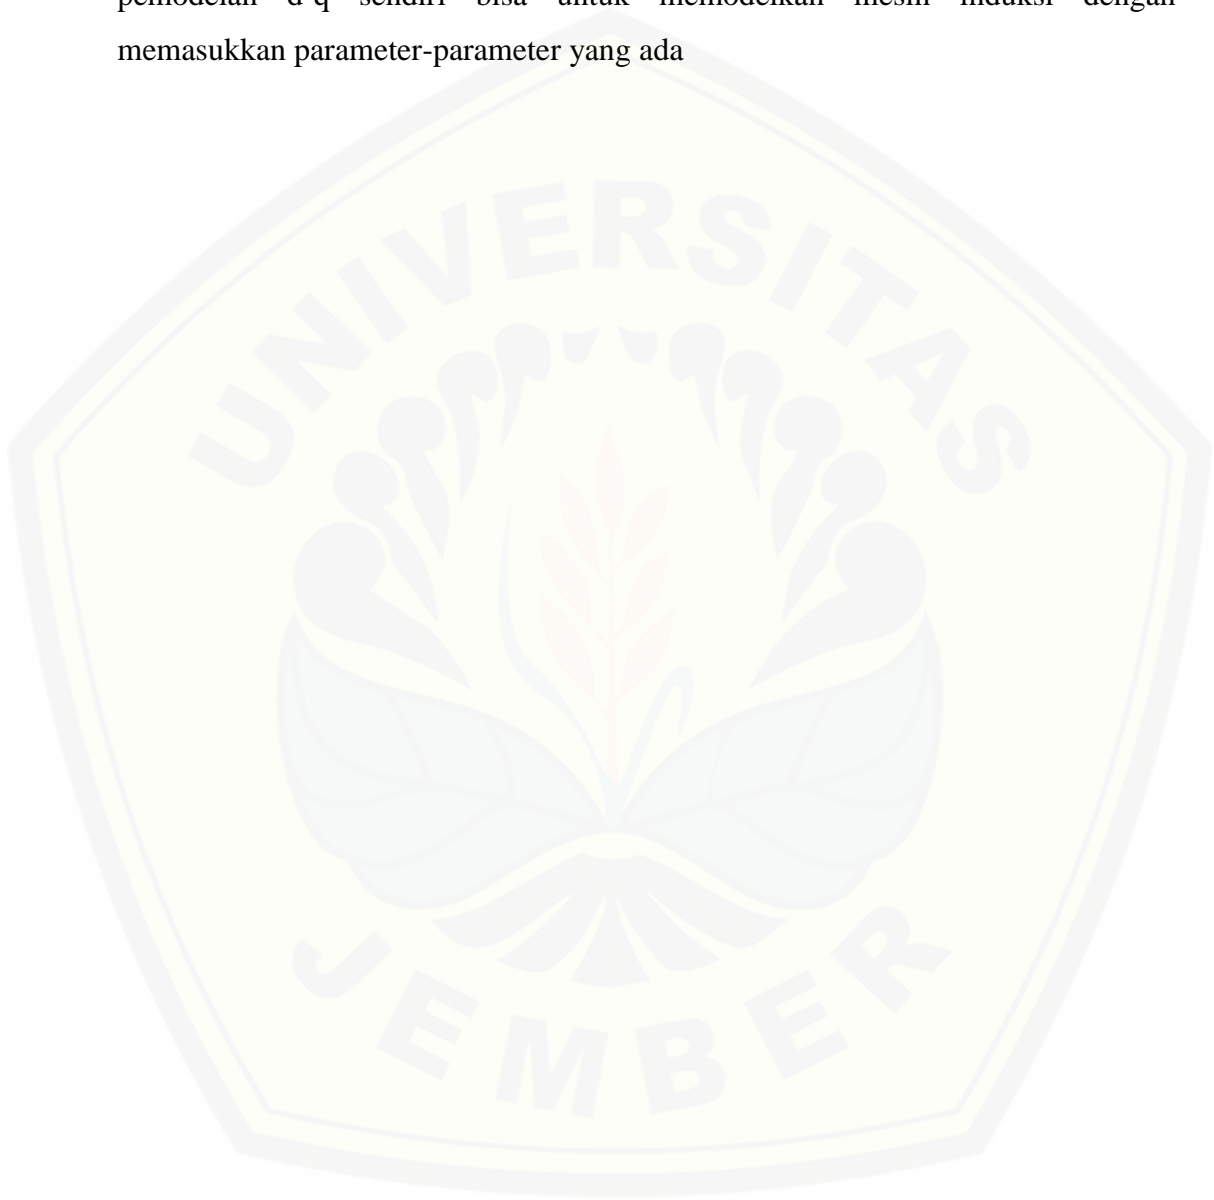 pemodelan d-q sendiri bisa untuk memodelkan mesin induksi dengan
memasukkan parameter-parameter yang ada
UNIVERSITAS
JEMBER